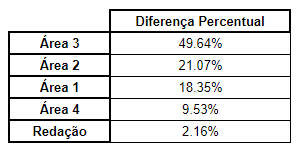 Diferença Percentual
Área 3 49.64%
Área 2 21.07%
Área 1 18.35%
Área 4 9.53%
Redação 2.16%